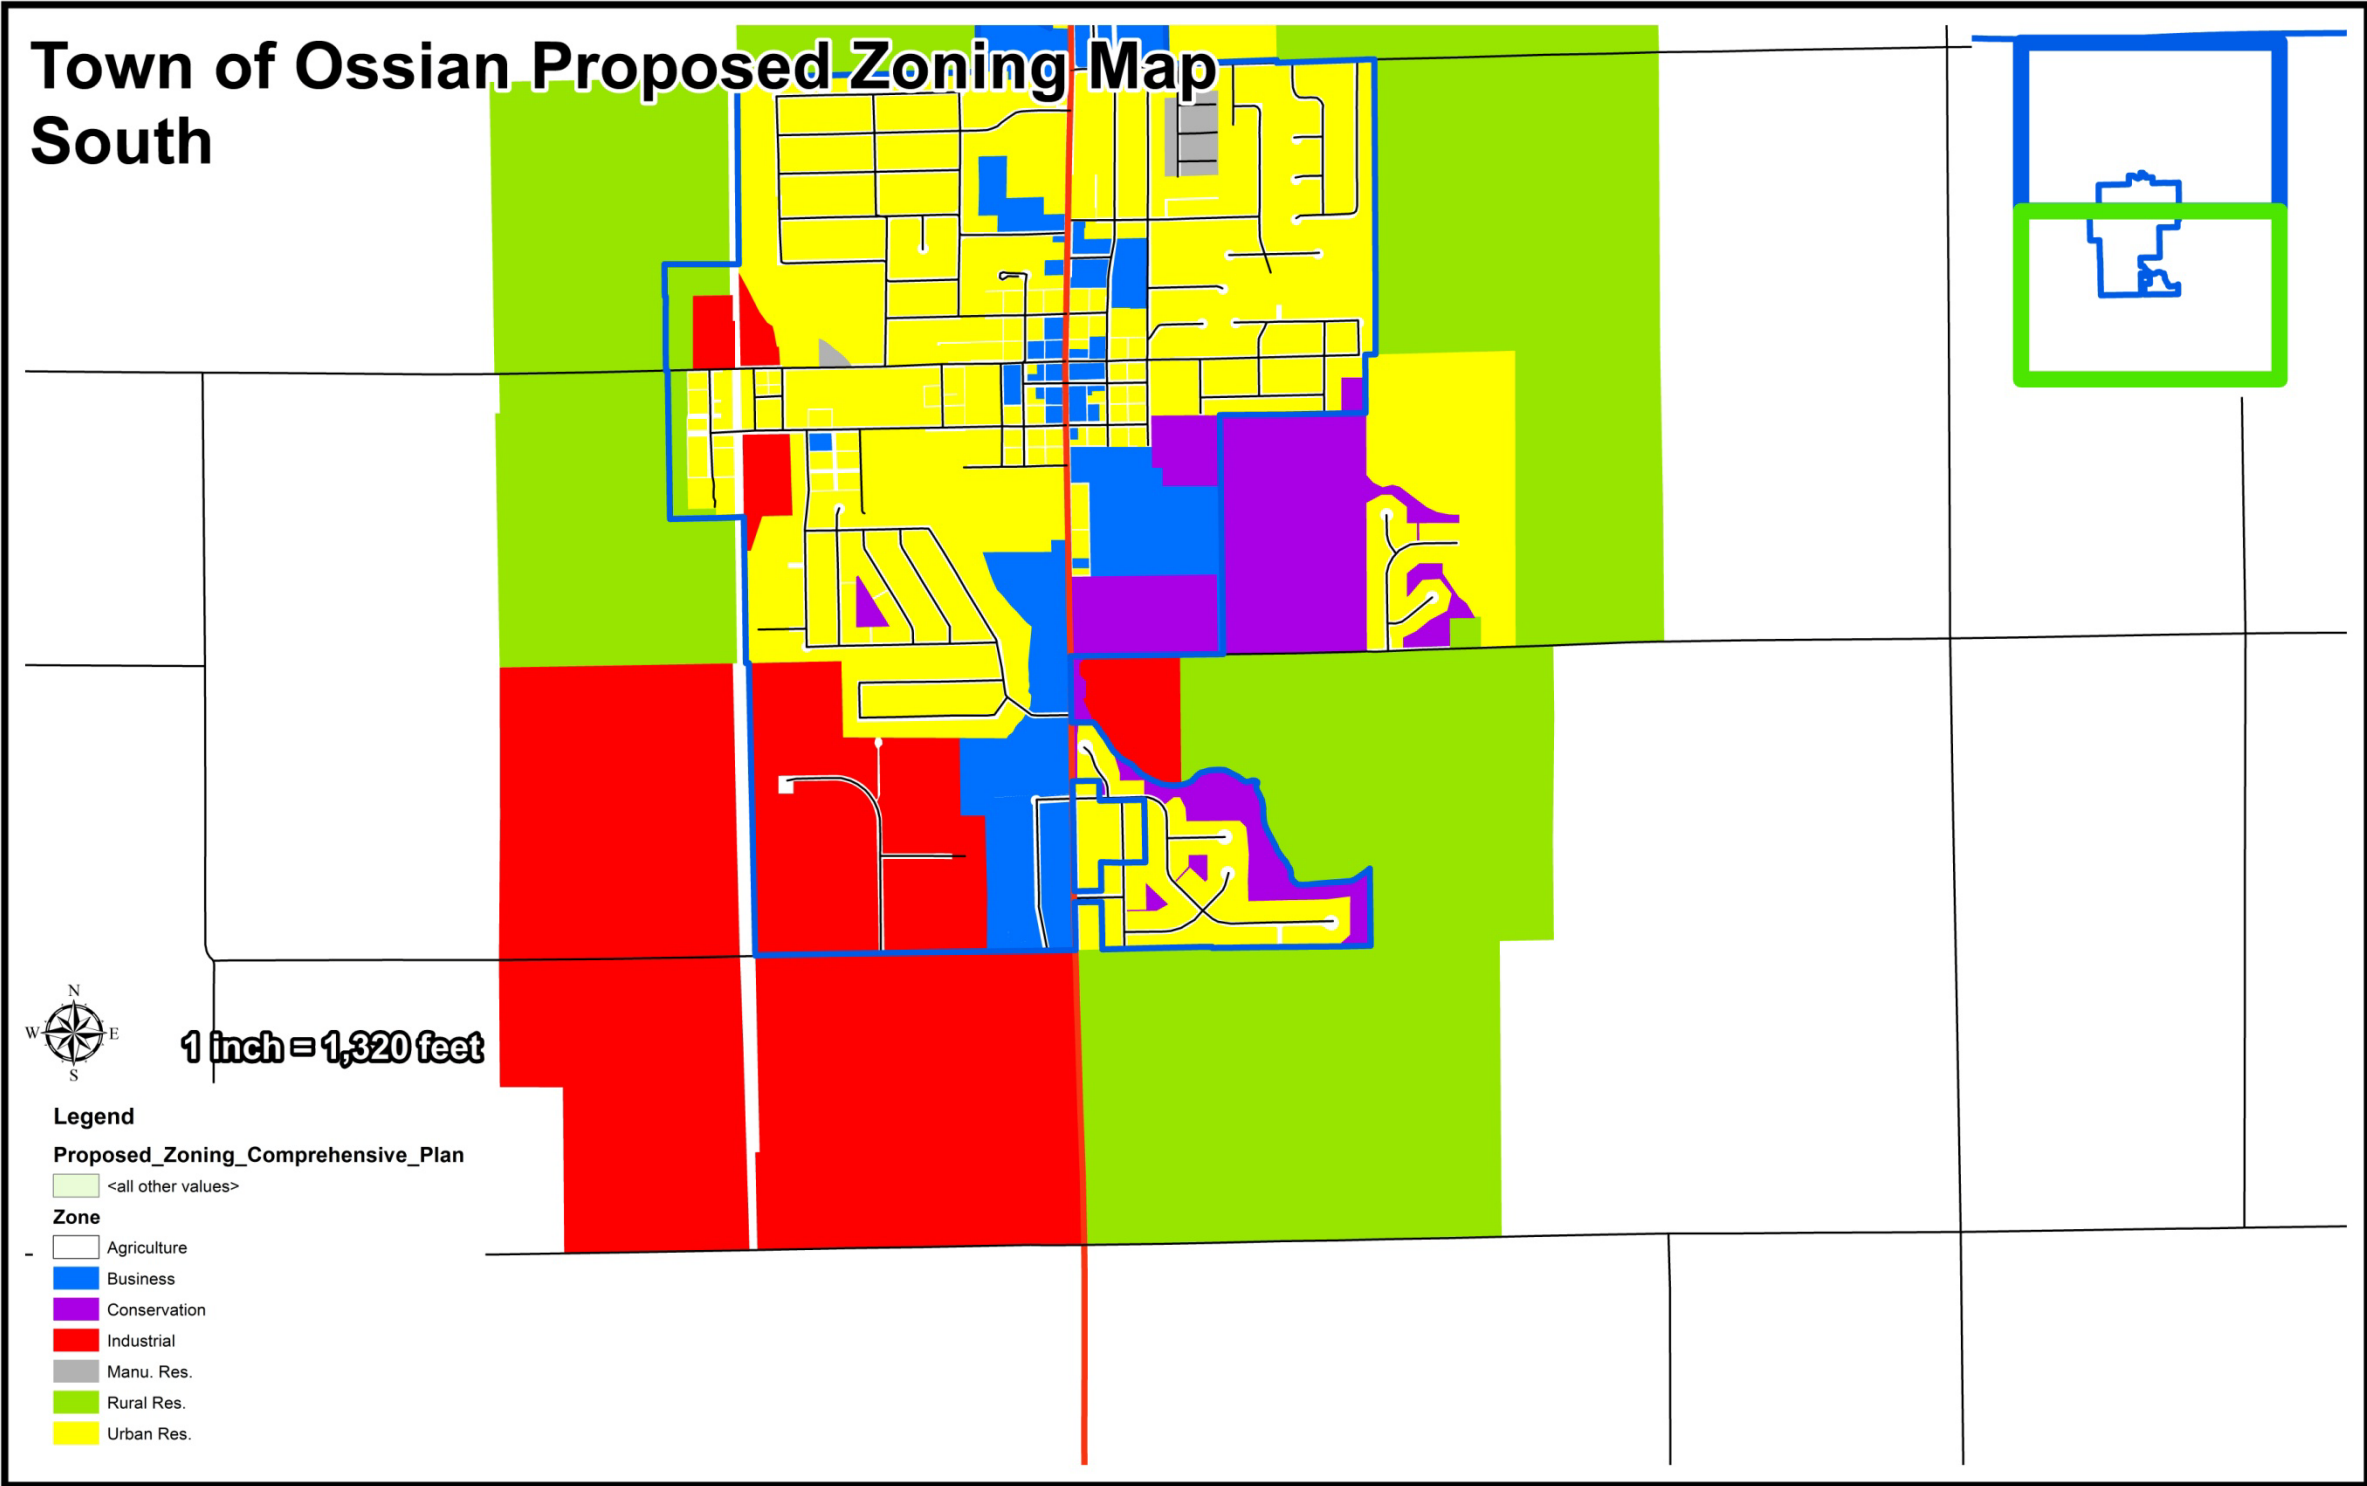 Town of Ossian Proposed Zoning Map
South
N
W E
S
1 inch = 1,320 feet
Legend
Proposed_Zoning_Comprehensive_Plan
<all other values>
Zone
Agriculture
Business
Conservation
Industrial
Manu. Res.
Rural Res.
Urban Res.